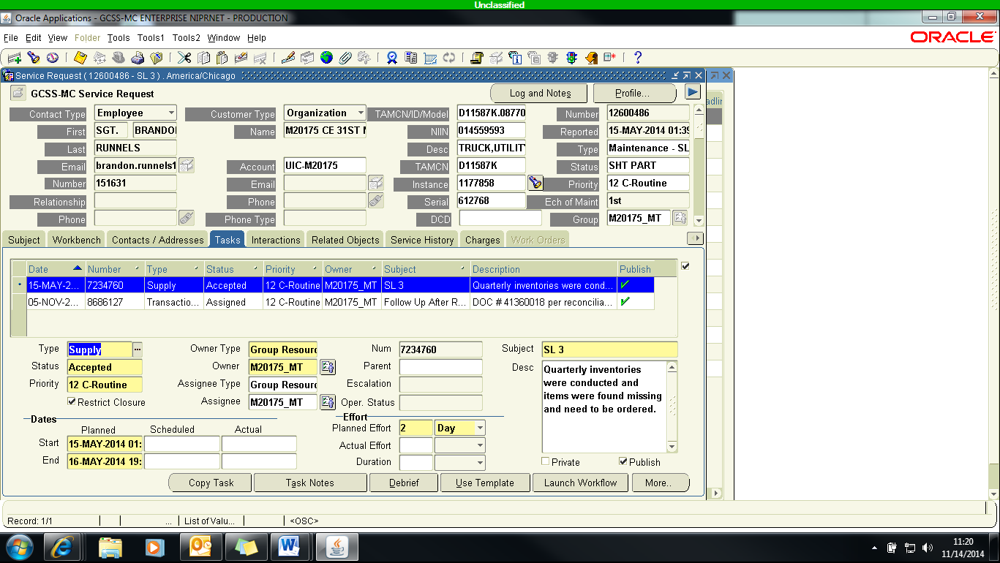 Unclassified
Oracle Applications - GCSS-MC ENTERPRISE NIPRNET - PRODUCTION
File Edit View Folder Tools Tools1 Tools2 Window Help
ORACLE
Service Request ( 12600486 - SL 3 ) . America/Chicago
GCSS-MC Service Request
Log and Notes
Profile...
Contact Type Employee Customer Type Organization TAMCN/ID/Model D11587K.08770 Number 12600486
First SGT. BRANDO Name M20175 CE 31ST NIIN 014559593 Reported 15-MAY-2014 01:39
Last RUNNELS Desc TRUCK,UTILITY Type Maintenance - SL
Email brandon.runnels1 Account UIC-M20175 TAMCN D11587K Status SHT PART
Number 151631 Email Instance 1177858 Priority 12 C-Routine
Relationship Phone Serial 612768 Ech of Maint 1st
Phone Phone Type DCD Group M20175_MT
Subject Workbench Contacts / Addresses Tasks Interactions Related Objects Service History Charges Work Orders
Date Number Type Status Priority Owner Subject Description Publish
15-MAY-2... 7234760 Supply Accepted 12 C-Routine M20175_MT SL 3 Quarterly inventories were cond...
05-NOV-2... 8686127 Transactio... Assigned 12 C-Routine M20175_MT Follow Up After R... DOC # 41360018 per reconcilia...
Type Supply Owner Type Group Resourc Num 7234760 Subject SL 3
Status Accepted Owner M20175_MT Parent Desc Quarterly inventories
were conducted and
items were found missing
and need to be ordered.
Priority 12 C-Routine Assignee Type Group Resourc Escalation
Restrict Closure Assignee M20175_MT Oper. Status
Dates Effort
Planned Scheduled Actual Planned Effort 2 Day
Start 15-MAY-2014 01: Actual Effort
End 16-MAY-2014 19: Duration Private Publish
Copy Task Task Notes Debrief Use Template Launch Workflow More..
Record: 1/1 ... List of Valu... <OSC>
11:20
11/14/2014